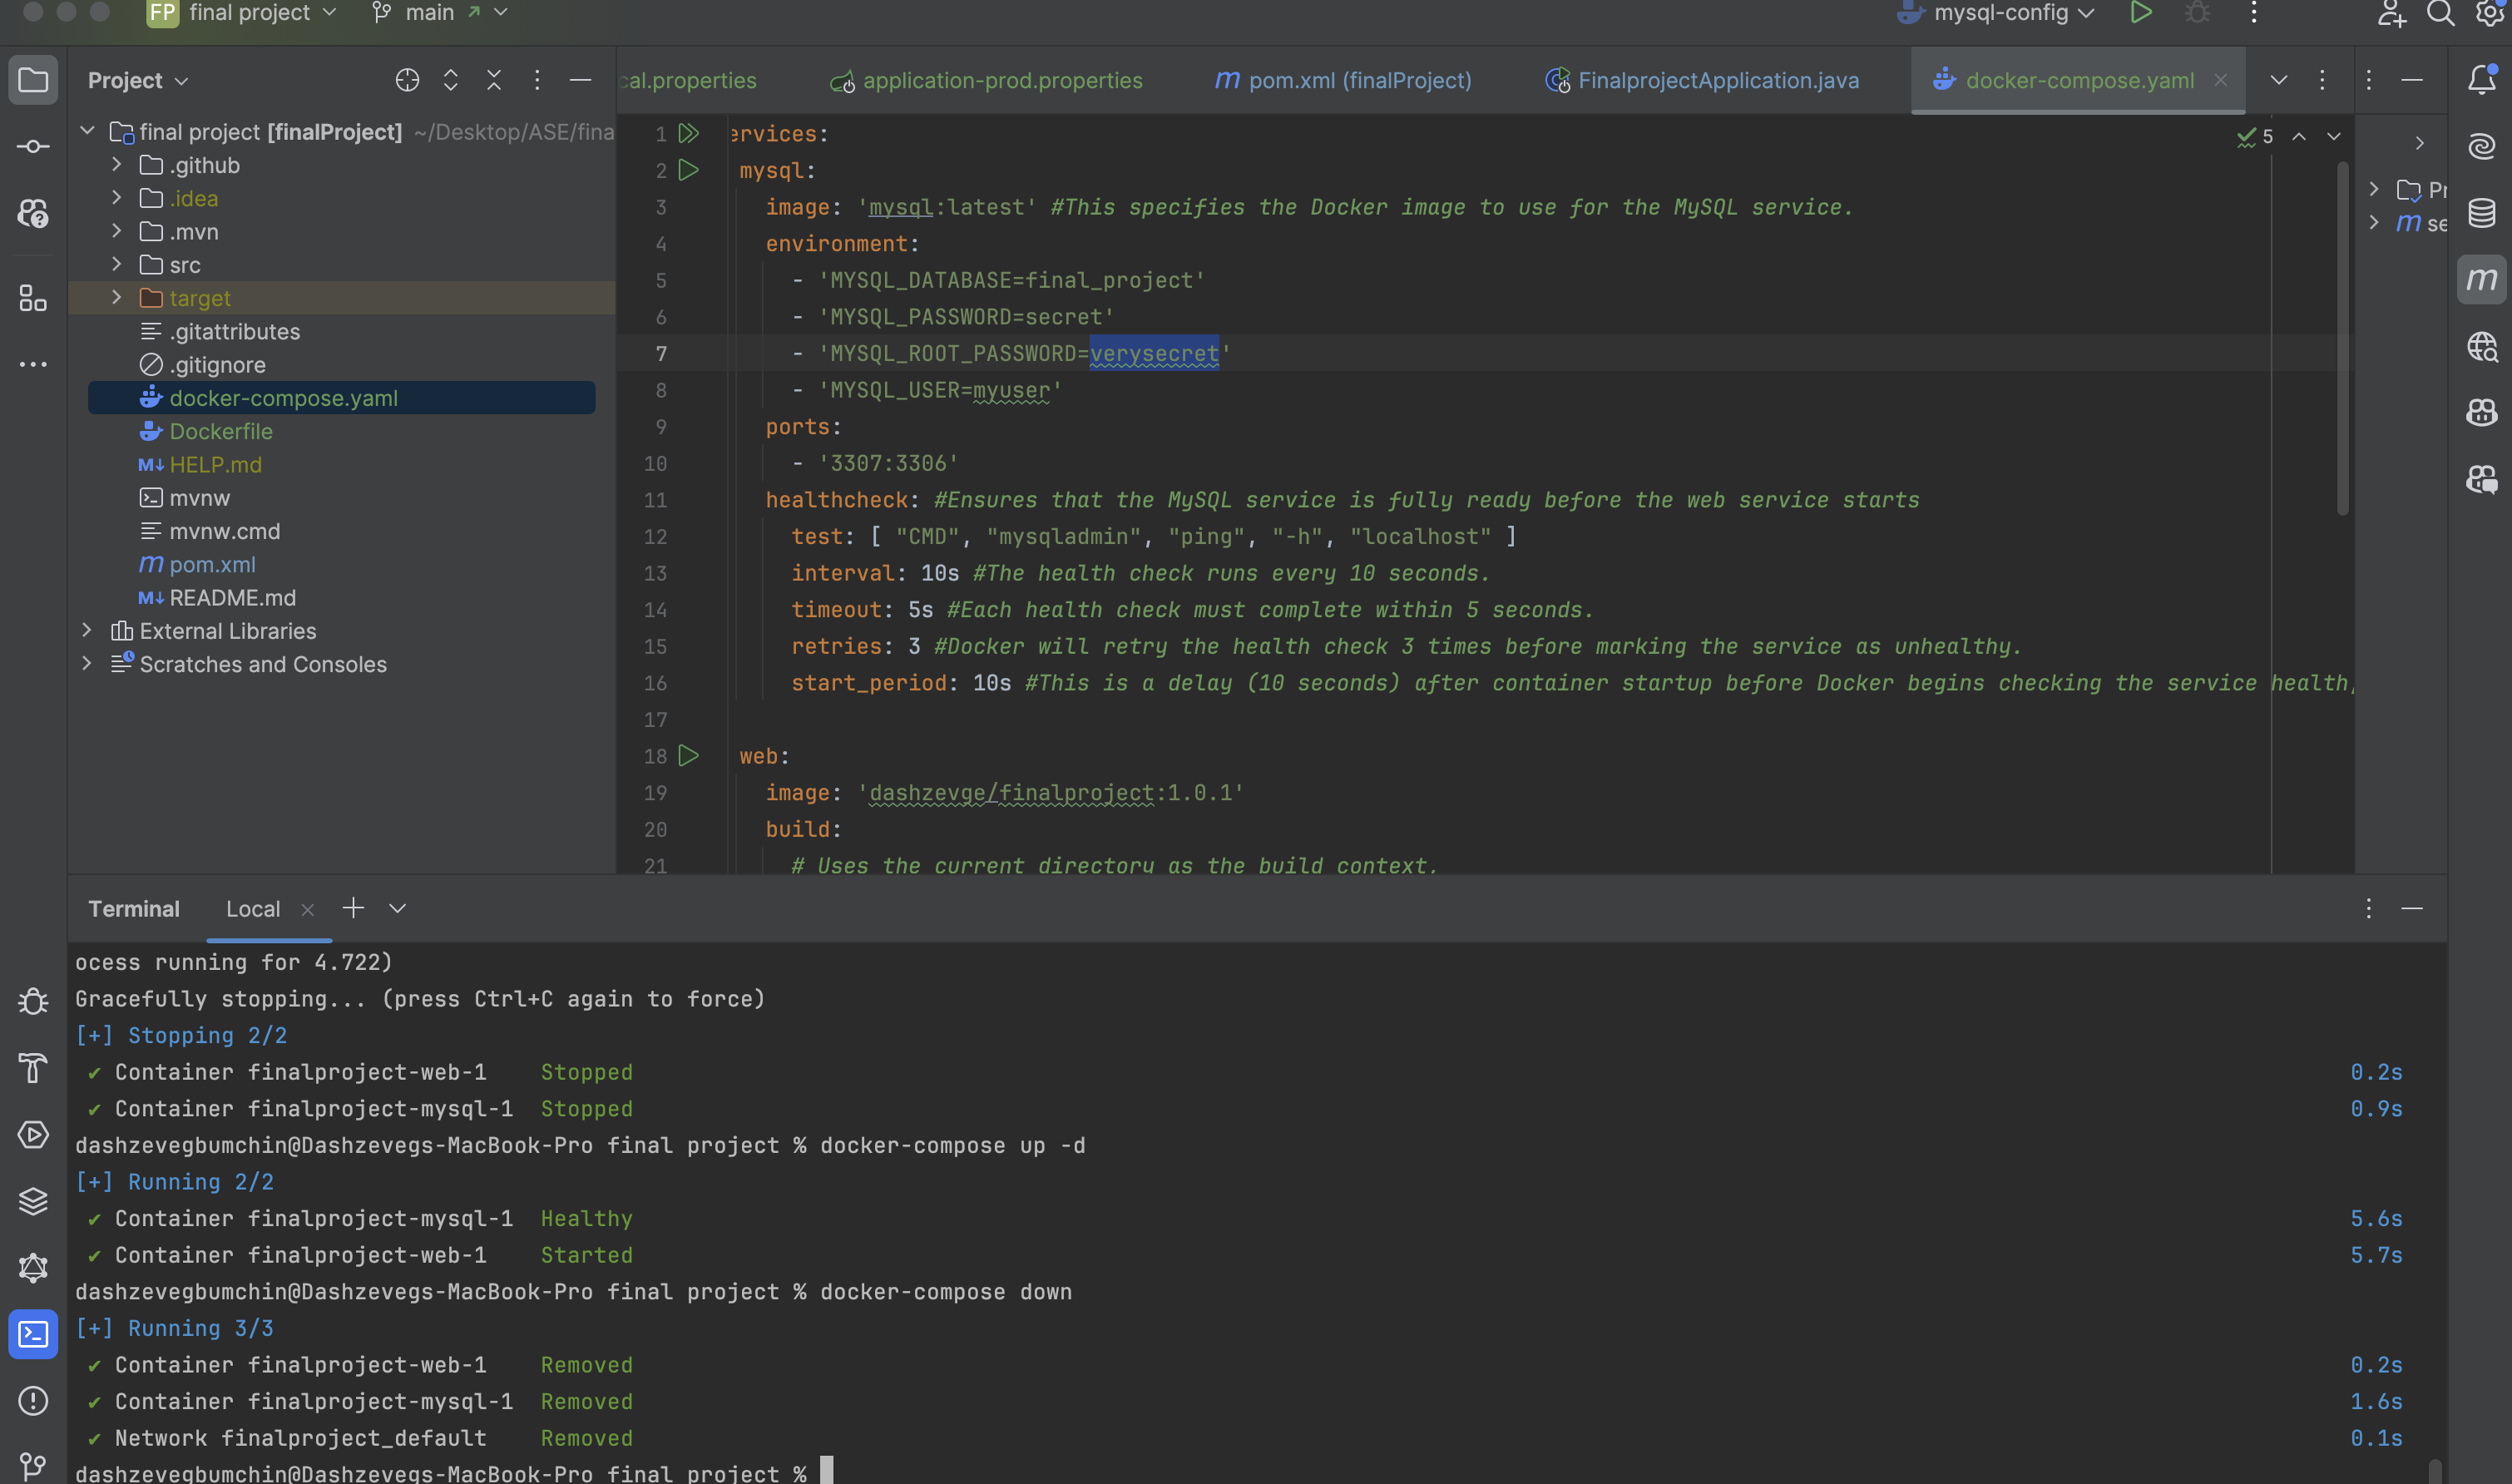 FP final project main mysql-config
Project
cal.properties application-prod.properties m pom.xml (finalProject) FinalprojectApplication.java docker-compose.yaml
final project [finalProject] ~/Desktop/ASE/fina
.github
.idea
.mvn
src
target
.gitattributes
.gitignore
docker-compose.yaml
Dockerfile
M↓ HELP.md
mvnw
mvnw.cmd
m pom.xml
M↓ README.md
External Libraries
Scratches and Consoles
1 ervices:
2 mysql:
3 image: 'mysql:latest' #This specifies the Docker image to use for the MySQL service.
4 environment:
5 - 'MYSQL_DATABASE=final_project'
6 - 'MYSQL_PASSWORD=secret'
7 - 'MYSQL_ROOT_PASSWORD=verysecret'
8 - 'MYSQL_USER=myuser'
9 ports:
10 - '3307:3306'
11 healthcheck: #Ensures that the MySQL service is fully ready before the web service starts
12 test: [ "CMD", "mysqladmin", "ping", "-h", "localhost" ]
13 interval: 10s #The health check runs every 10 seconds.
14 timeout: 5s #Each health check must complete within 5 seconds.
15 retries: 3 #Docker will retry the health check 3 times before marking the service as unhealthy.
16 start_period: 10s #This is a delay (10 seconds) after container startup before Docker begins checking the service health,
17
18 web:
19 image: 'dashzevge/finalproject:1.0.1'
20 build:
21 # Uses the current directory as the build context.
5
Pr
m se
m
Terminal Local
ocess running for 4.722)
Gracefully stopping... (press Ctrl+C again to force)
[+] Stopping 2/2
✔ Container finalproject-web-1 Stopped 0.2s
✔ Container finalproject-mysql-1 Stopped 0.9s
dashzevegbumchin@Dashzevegs-MacBook-Pro final project % docker-compose up -d
[+] Running 2/2
✔ Container finalproject-mysql-1 Healthy 5.6s
✔ Container finalproject-web-1 Started 5.7s
dashzevegbumchin@Dashzevegs-MacBook-Pro final project % docker-compose down
[+] Running 3/3
✔ Container finalproject-web-1 Removed 0.2s
✔ Container finalproject-mysql-1 Removed 1.6s
✔ Network finalproject_default Removed 0.1s
dashzevegbumchin@Dashzevegs-MacBook-Pro final project %